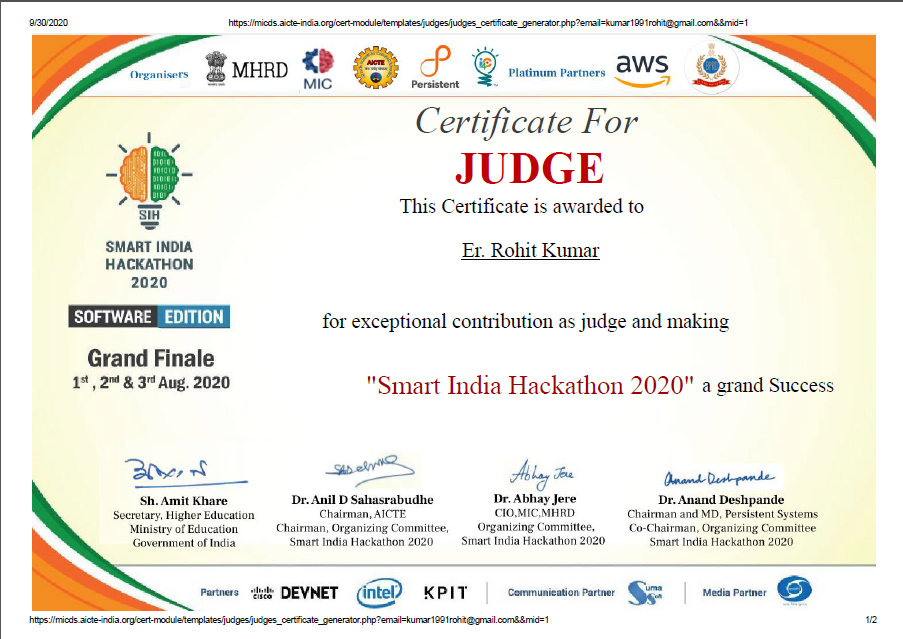 9/30/2020 https://micds.aicte-india.org/cert-module/templates/judges/judges_certificate_generator.php?email=kumar1991rohit@gmail.com&&mid=1
Organisers MHRD MIC AICTE Persistent Platinum Partners aws
Certificate For
JUDGE
This Certificate is awarded to
Er. Rohit Kumar
SIH
SMART INDIA
HACKATHON
2020
SOFTWARE EDITION
Grand Finale
1st , 2nd & 3rd Aug. 2020
for exceptional contribution as judge and making
"Smart India Hackathon 2020" a grand Success
Abhay Jere
Anand Deshpande
Sh. Amit Khare
Secretary, Higher Education
Ministry of Education
Government of India
Dr. Anil D Sahasrabudhe
Chairman, AICTE
Chairman, Organizing Committee,
Smart India Hackathon 2020
Dr. Abhay Jere
CIO,MIC,MHRD
Organizing Committee,
Smart India Hackathon 2020
Dr. Anand Deshpande
Chairman and MD, Persistent Systems
Co-Chairman, Organizing Committee
Smart India Hackathon 2020
Partners cisco DEVNET intel KPIT Communication Partner Suma Soft Media Partner
https://micds.aicte-india.org/cert-module/templates/judges/judges_certificate_generator.php?email=kumar1991rohit@gmail.com&&mid=1 1/2